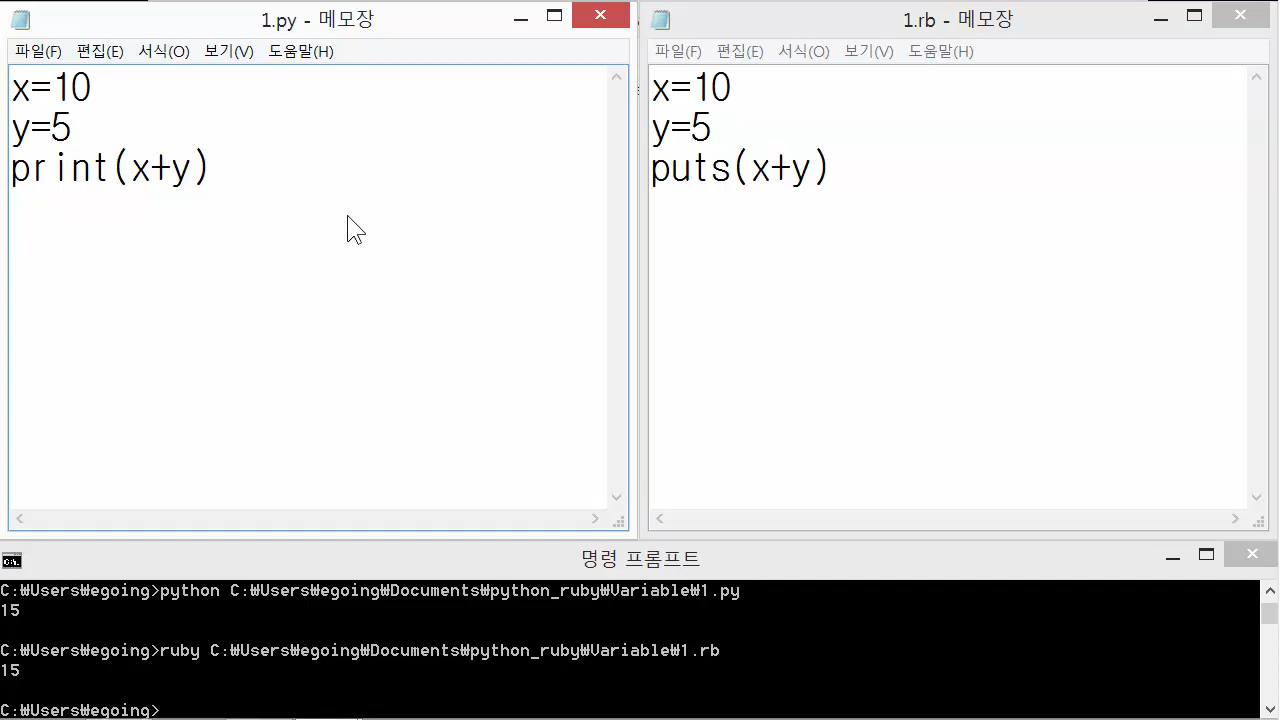 1.py - 메모장
파일(F) 편집(E) 서식(O) 보기(V) 도움말(H)
x=10
y=5
print(x+y)
1.rb - 메모장
파일(F) 편집(E) 서식(O) 보기(V) 도움말(H)
x=10
y=5
puts(x+y)
명령 프롬프트
C:₩Users₩egoing>python C:₩Users₩egoing₩Documents₩python_ruby₩Variable₩1.py
15
C:₩Users₩egoing>ruby C:₩Users₩egoing₩Documents₩python_ruby₩Variable₩1.rb
15
C:₩Users₩egoing>